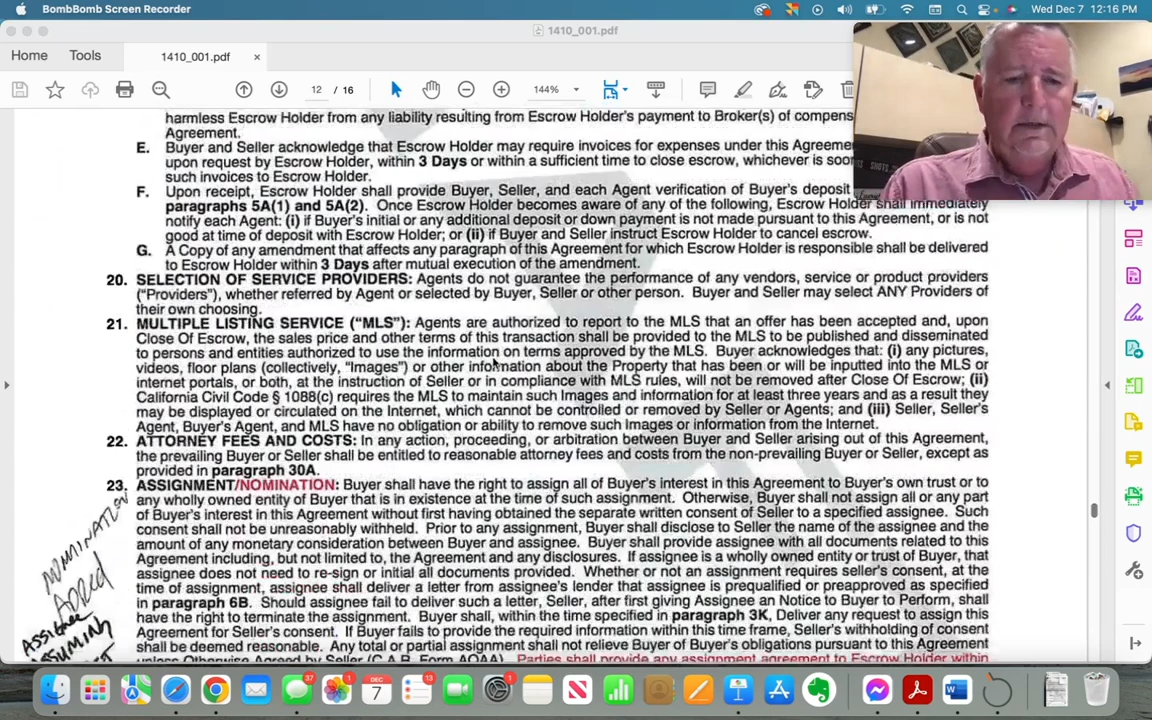 BombBomb Screen Recorder
Wed Dec 7 12:16 PM
1410_001.pdf
Home Tools 1410_001.pdf ×
12 / 16 144%
harmless Escrow Holder from any liability resulting from Escrow Holder's payment to Broker(s) of compens
Agreement.
E. Buyer and Seller acknowledge that Escrow Holder may require invoices for expenses under this Agreeme
upon request by Escrow Holder, within 3 Days or within a sufficient time to close escrow, whichever is soon
such invoices to Escrow Holder.
F. Upon receipt, Escrow Holder shall provide Buyer, Seller, and each Agent verification of Buyer's deposit
paragraphs 5A(1) and 5A(2). Once Escrow Holder becomes aware of any of the following, Escrow Holder shall immediately
notify each Agent: (i) if Buyer's initial or any additional deposit or down payment is not made pursuant to this Agreement, or is not
good at time of deposit with Escrow Holder; or (ii) if Buyer and Seller instruct Escrow Holder to cancel escrow.
G. A Copy of any amendment that affects any paragraph of this Agreement for which Escrow Holder is responsible shall be delivered
to Escrow Holder within 3 Days after mutual execution of the amendment.
20. SELECTION OF SERVICE PROVIDERS: Agents do not guarantee the performance of any vendors, service or product providers
("Providers"), whether referred by Agent or selected by Buyer, Seller or other person. Buyer and Seller may select ANY Providers of
their own choosing.
21. MULTIPLE LISTING SERVICE ("MLS"): Agents are authorized to report to the MLS that an offer has been accepted and, upon
Close Of Escrow, the sales price and other terms of this transaction shall be provided to the MLS to be published and disseminated
to persons and entities authorized to use the information on terms approved by the MLS. Buyer acknowledges that: (i) any pictures,
videos, floor plans (collectively, "Images") or other information about the Property that has been or will be inputted into the MLS or
internet portals, or both, at the instruction of Seller or in compliance with MLS rules, will not be removed after Close Of Escrow; (ii)
California Civil Code § 1088(c) requires the MLS to maintain such Images and information for at least three years and as a result they
may be displayed or circulated on the Internet, which cannot be controlled or removed by Seller or Agents; and (iii) Seller, Seller's
Agent, Buyer's Agent, and MLS have no obligation or ability to remove such Images or information from the Internet.
22. ATTORNEY FEES AND COSTS: In any action, proceeding, or arbitration between Buyer and Seller arising out of this Agreement,
the prevailing Buyer or Seller shall be entitled to reasonable attorney fees and costs from the non-prevailing Buyer or Seller, except as
provided in paragraph 30A.
23. ASSIGNMENT/NOMINATION: Buyer shall have the right to assign all of Buyer's interest in this Agreement to Buyer's own trust or to
any wholly owned entity of Buyer that is in existence at the time of such assignment. Otherwise, Buyer shall not assign all or any part
of Buyer's interest in this Agreement without first having obtained the separate written consent of Seller to a specified assignee. Such
consent shall not be unreasonably withheld. Prior to any assignment, Buyer shall disclose to Seller the name of the assignee and the
amount of any monetary consideration between Buyer and assignee. Buyer shall provide assignee with all documents related to this
Agreement including, but not limited to, the Agreement and any disclosures. If assignee is a wholly owned entity or trust of Buyer, that
assignee does not need to re-sign or initial all documents provided. Whether or not an assignment requires seller's consent, at the
time of assignment, assignee shall deliver a letter from assignee's lender that assignee is prequalified or preapproved as specified
in paragraph 6B. Should assignee fail to deliver such a letter, Seller, after first giving Assignee an Notice to Buyer to Perform, shall
have the right to terminate the assignment. Buyer shall, within the time specified in paragraph 3K, Deliver any request to assign this
Agreement for Seller's consent. If Buyer fails to provide the required information within this time frame, Seller's withholding of consent
shall be deemed reasonable. Any total or partial assignment shall not relieve Buyer of Buyer's obligations pursuant to this Agreement
unless Otherwise Agreed by Seller (C.A.R. Form AOAA). Parties shall provide any assignment agreement to Escrow Holder within
NOMINATION
ADDED
37 1 DEC 7 13 1